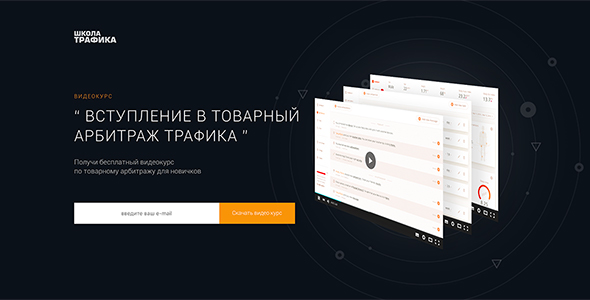 ШКОЛА
ТРАФИКА
ВИДЕОКУРС
“ ВСТУПЛЕНИЕ В ТОВАРНЫЙ
АРБИТРАЖ ТРАФИКА ”
Получи бесплатный видеокурс
по товарному арбитражу для новичков
введите ваш e-mail
Скачать видеокурс